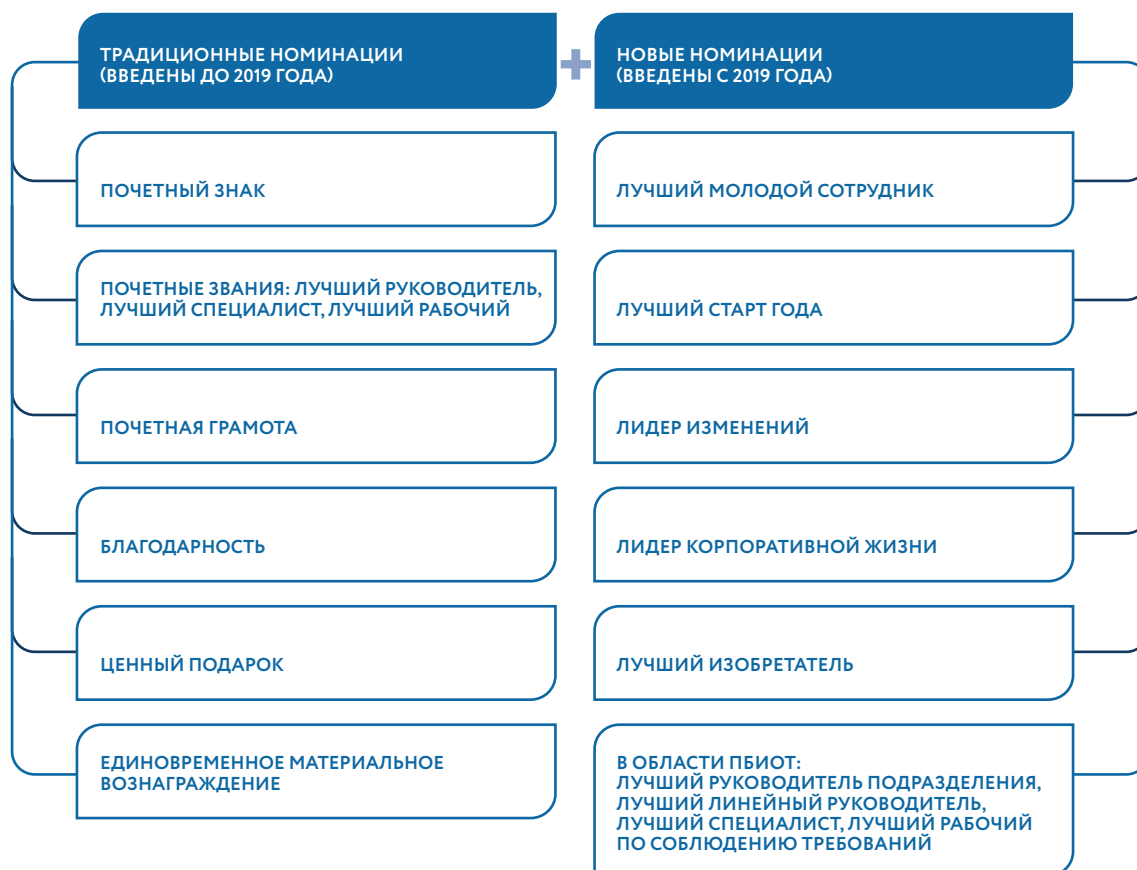 ТРАДИЦИОННЫЕ НОМИНАЦИИ
(ВВЕДЕНЫ ДО 2019 ГОДА)
ПОЧЕТНЫЙ ЗНАК
ПОЧЕТНЫЕ ЗВАНИЯ: ЛУЧШИЙ РУКОВОДИТЕЛЬ,
ЛУЧШИЙ СПЕЦИАЛИСТ, ЛУЧШИЙ РАБОЧИЙ
ПОЧЕТНАЯ ГРАМОТА
БЛАГОДАРНОСТЬ
ЦЕННЫЙ ПОДАРОК
ЕДИНОВРЕМЕННОЕ МАТЕРИАЛЬНОЕ
ВОЗНАГРАЖДЕНИЕ
+
НОВЫЕ НОМИНАЦИИ
(ВВЕДЕНЫ С 2019 ГОДА)
ЛУЧШИЙ МОЛОДОЙ СОТРУДНИК
ЛУЧШИЙ СТАРТ ГОДА
ЛИДЕР ИЗМЕНЕНИЙ
ЛИДЕР КОРПОРАТИВНОЙ ЖИЗНИ
ЛУЧШИЙ ИЗОБРЕТАТЕЛЬ
В ОБЛАСТИ ПБИОТ:
ЛУЧШИЙ РУКОВОДИТЕЛЬ ПОДРАЗДЕЛЕНИЯ,
ЛУЧШИЙ ЛИНЕЙНЫЙ РУКОВОДИТЕЛЬ,
ЛУЧШИЙ СПЕЦИАЛИСТ, ЛУЧШИЙ РАБОЧИЙ
ПО СОБЛЮДЕНИЮ ТРЕБОВАНИЙ